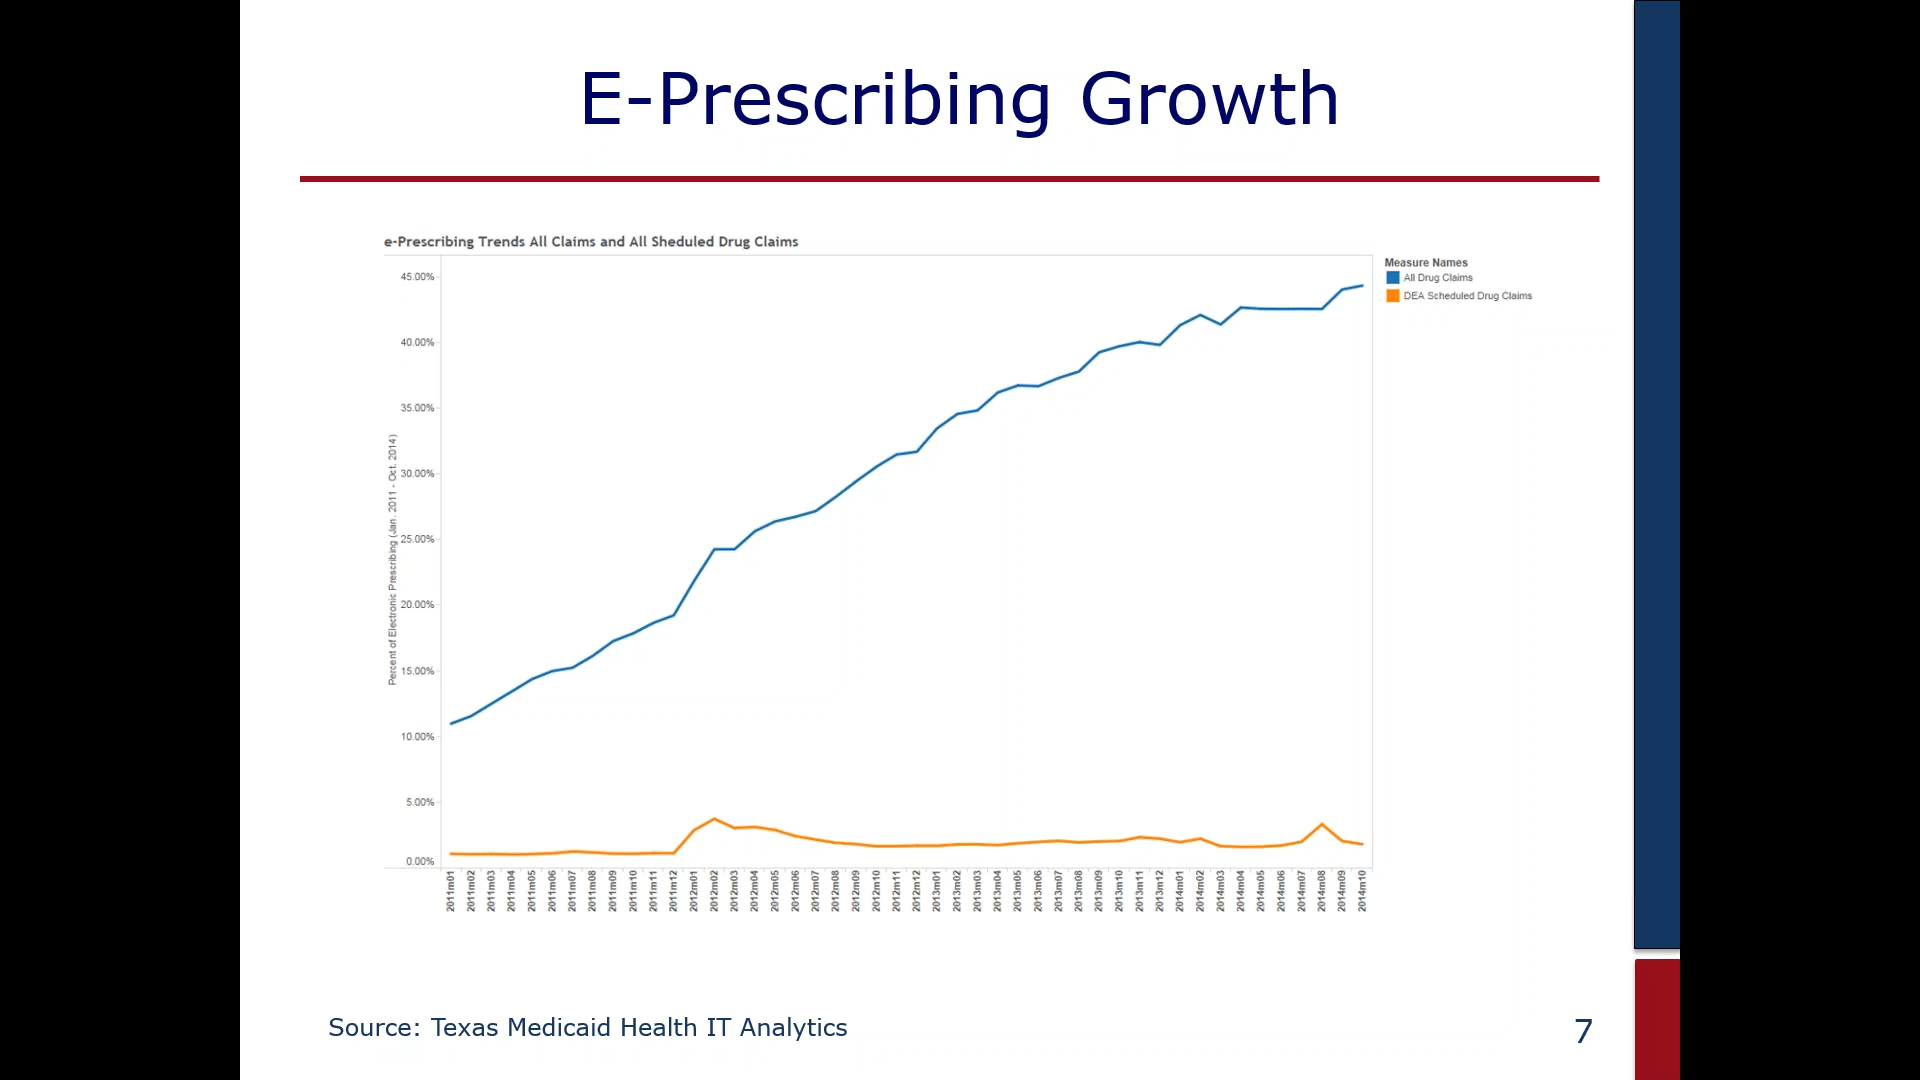 E-Prescribing Growth
e-Prescribing Trends All Claims and All Sheduled Drug Claims
Measure Names
All Drug Claims
DEA Scheduled Drug Claims
Percent of Electronic Prescribing (Jan. 2011 - Oct. 2014)
45.00%
40.00%
35.00%
30.00%
25.00%
20.00%
15.00%
10.00%
5.00%
0.00%
2011m01
2011m02
2011m03
2011m04
2011m05
2011m06
2011m07
2011m08
2011m09
2011m10
2011m11
2011m12
2012m01
2012m02
2012m03
2012m04
2012m05
2012m06
2012m07
2012m08
2012m09
2012m10
2012m11
2012m12
2013m01
2013m02
2013m03
2013m04
2013m05
2013m06
2013m07
2013m08
2013m09
2013m10
2013m11
2013m12
2014m01
2014m02
2014m03
2014m04
2014m05
2014m06
2014m07
2014m08
2014m09
2014m10
Source: Texas Medicaid Health IT Analytics
7